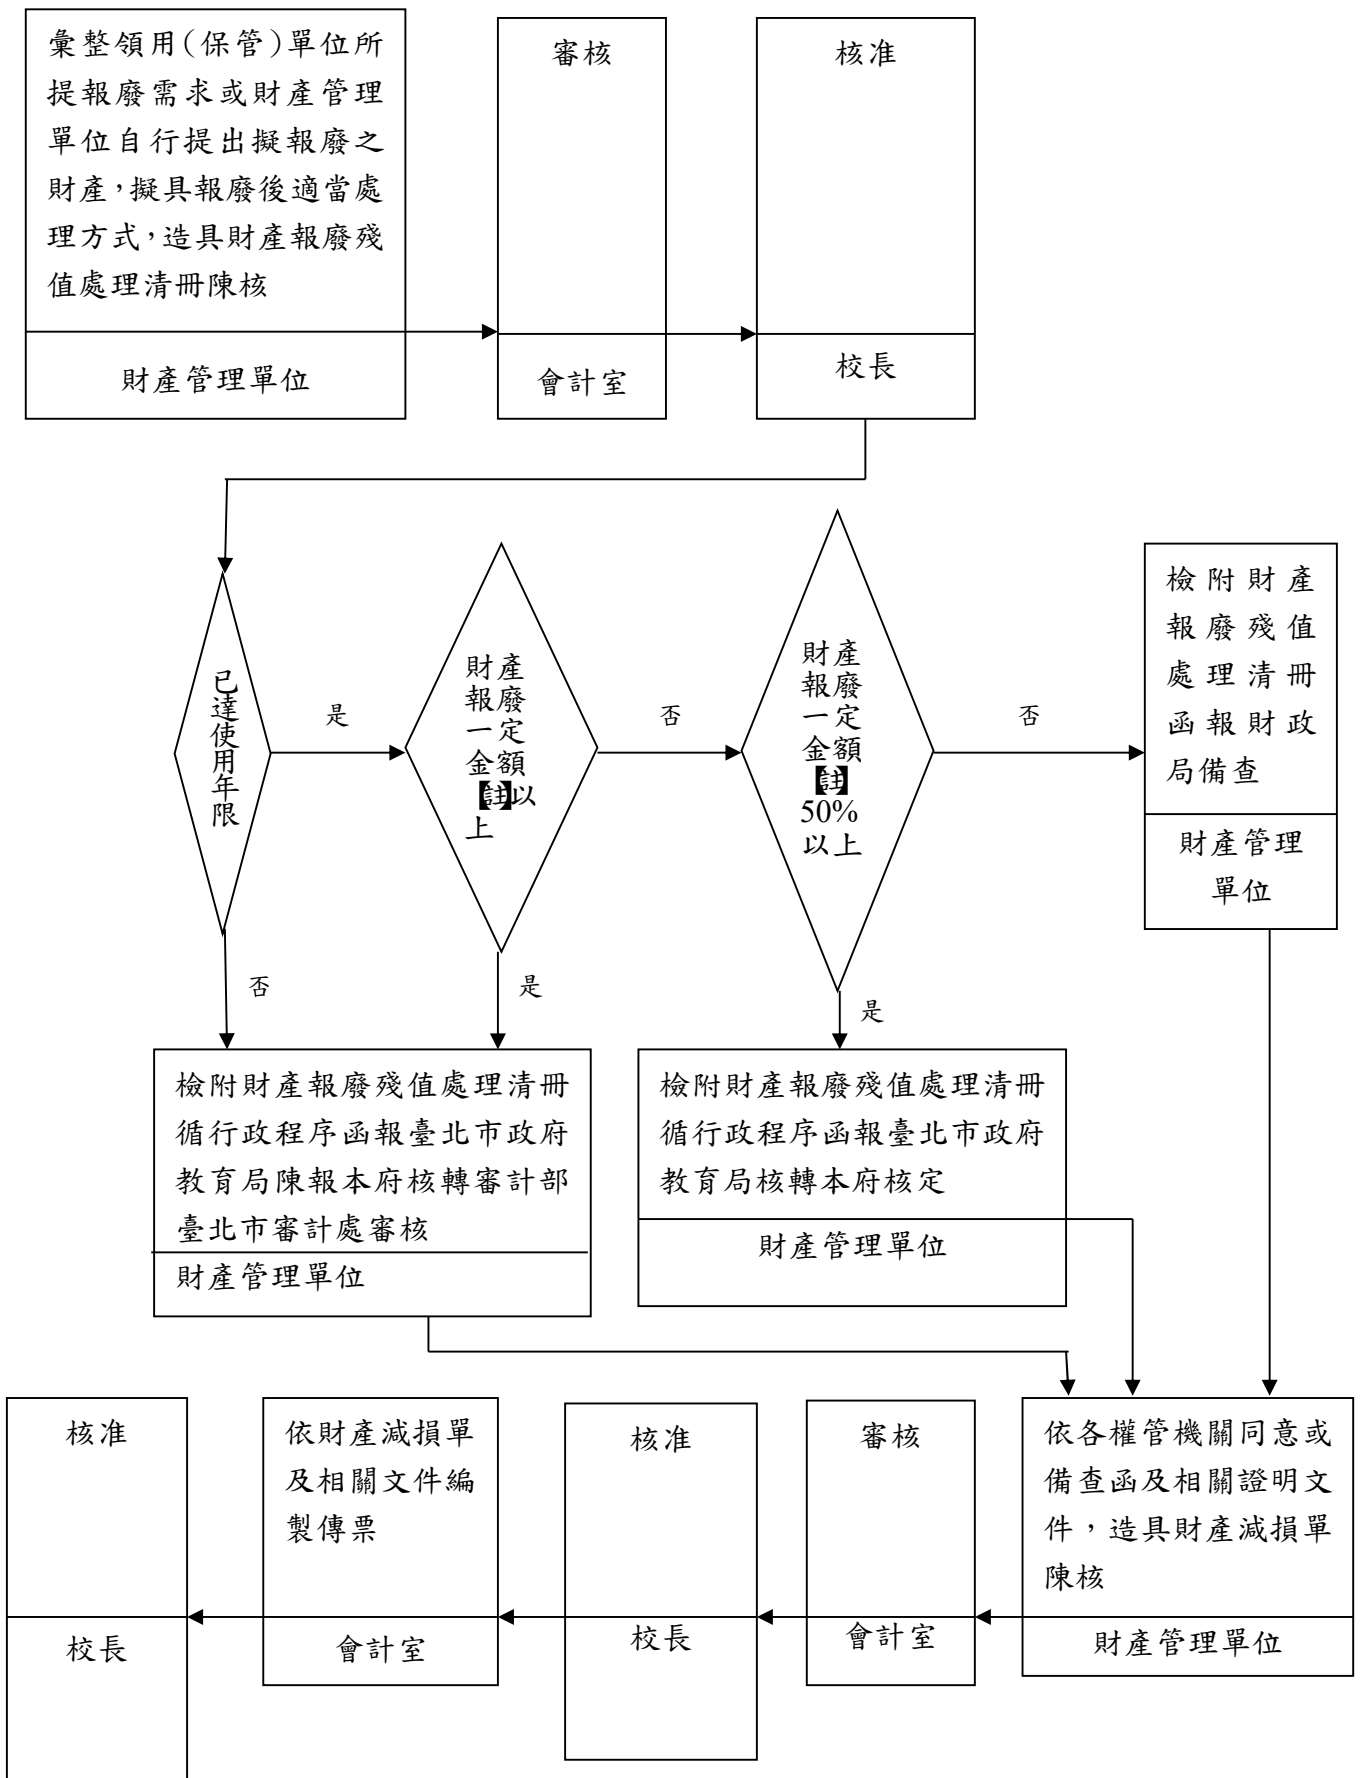 彙整領用(保管)單位所
提報廢需求或財產管理
單位自行提出擬報廢之
財產，擬具報廢後適當處
理方式，造具財產報廢殘
值處理清冊陳核
財產管理單位
審核
會計室
核准
校長
已達使用年限
是
否
財產
報廢
一定
金額
【註】以
上
否
是
財產
報廢
一定
金額
【註】
50%
以上
否
是
檢附財產
報廢殘值
處理清冊
函報財政
局備查
財產管理
單位
檢附財產報廢殘值處理清冊
循行政程序函報臺北市政府
教育局陳報本府核轉審計部
臺北市審計處審核
財產管理單位
檢附財產報廢殘值處理清冊
循行政程序函報臺北市政府
教育局核轉本府核定
財產管理單位
核准
校長
依財產減損單
及相關文件編
製傳票
會計室
核准
校長
審核
會計室
依各權管機關同意或
備查函及相關證明文
件，造具財產減損單
陳核
財產管理單位